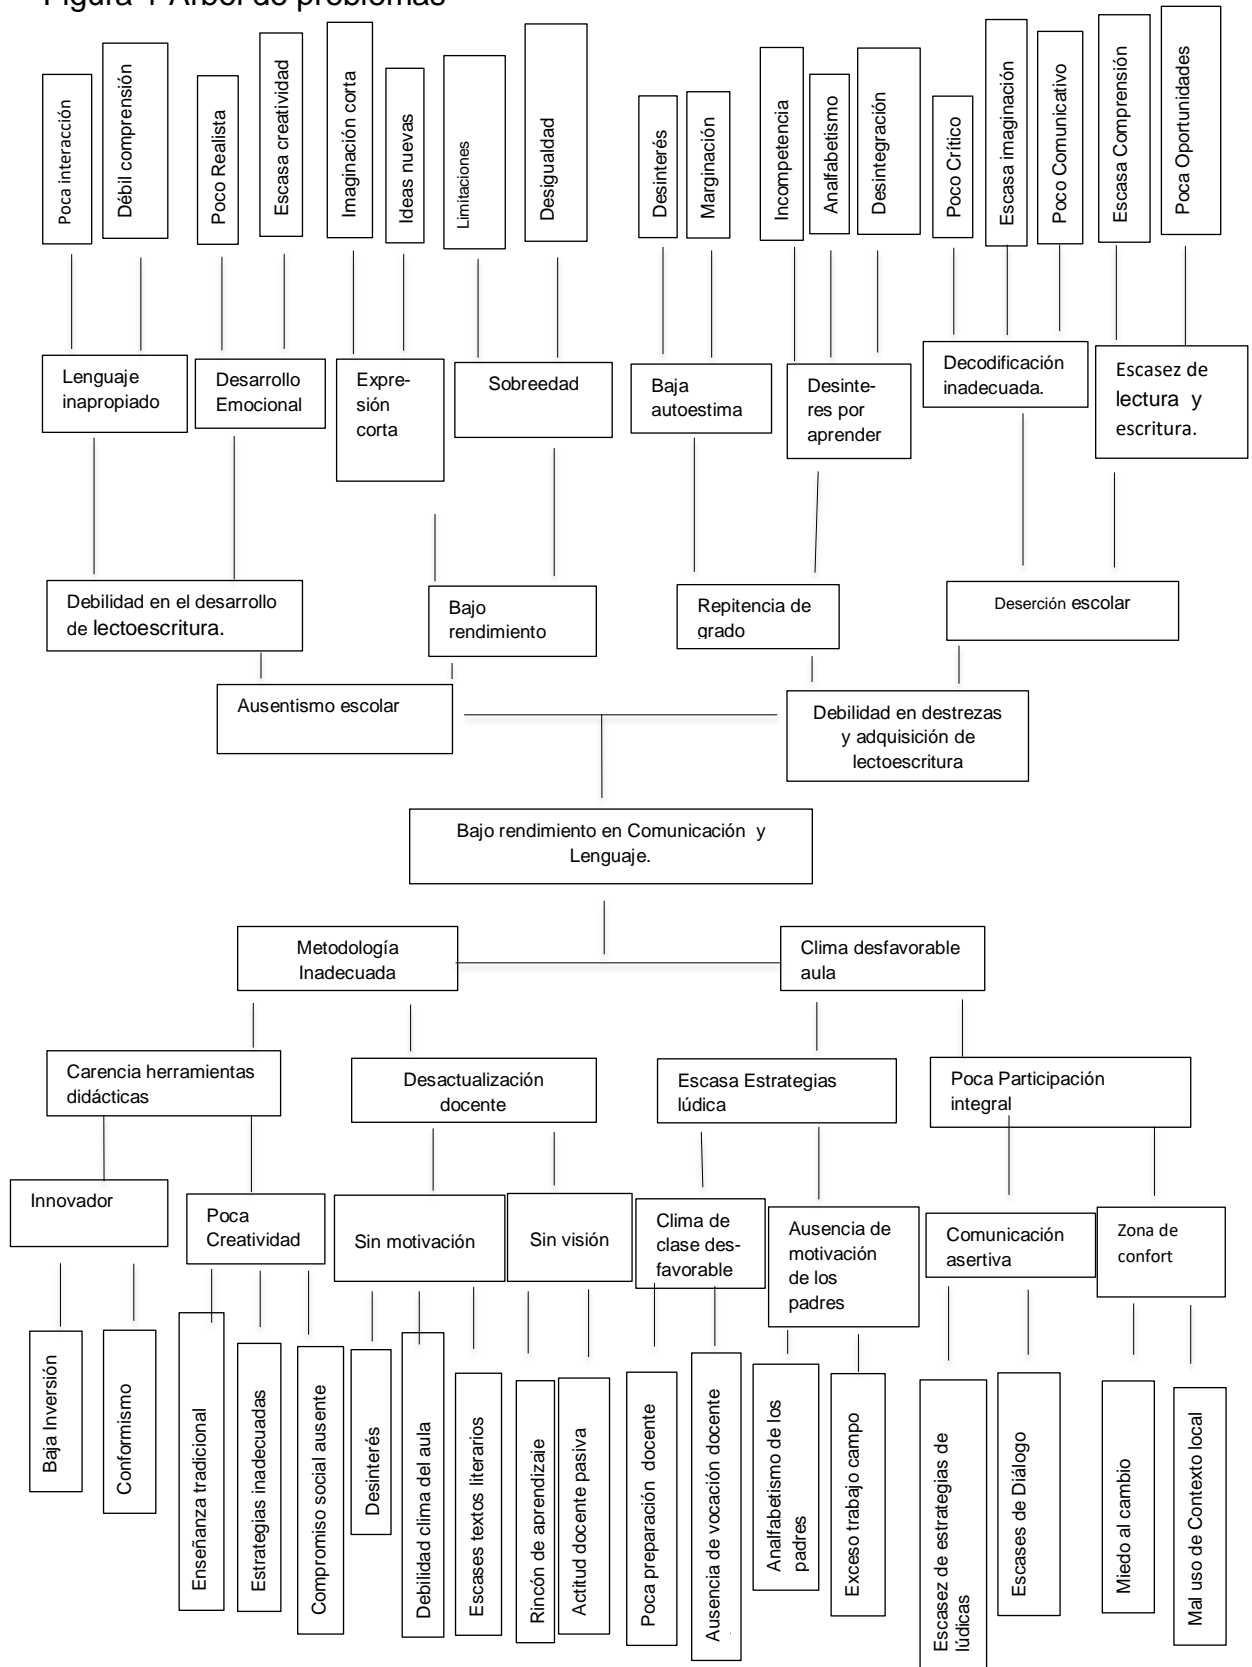 Figura 1 Árbol de problemas
Poca interacción
Débil comprensión
Poco Realista
Escasa creatividad
Imaginación corta
Ideas nuevas
Limitaciones
Desigualdad
Desinterés
Marginación
Incompetencia
Analfabetismo
Desintegración
Poco Crítico
Escasa imaginación
Poco Comunicativo
Escasa Comprensión
Poca Oportunidades
Lenguaje
inapropiado
Desarrollo
Emocional
Expre-
sión
corta
Sobreedad
Baja
autoestima
Desinte-
res por
aprender
Decodificación
inadecuada.
Escasez de
lectura y
escritura.
Debilidad en el desarrollo
de lectoescritura.
Bajo
rendimiento
Repitencia de
grado
Deserción escolar
Ausentismo escolar
Debilidad en destrezas
y adquisición de
lectoescritura
Bajo rendimiento en Comunicación y
Lenguaje.
Metodología
Inadecuada
Clima desfavorable
aula
Carencia herramientas
didácticas
Desactualización
docente
Escasa Estrategias
lúdica
Poca Participación
integral
Innovador
Poca
Creatividad
Sin motivación
Sin visión
Clima de
clase des-
favorable
Ausencia de
motivación
de los
padres
Comunicación
asertiva
Zona de
confort
Baja Inversión
Conformismo
Enseñanza tradicional
Estrategias inadecuadas
Compromiso social ausente
Desinterés
Debilidad clima del aula
Escases textos literarios
Rincón de aprendizaje
Actitud docente pasiva
Poca preparación docente
Ausencia de vocación docente
Analfabetismo de los
padres
Exceso trabajo campo
Escasez de estrategias de
lúdicas
Escases de Diálogo
Miedo al cambio
Mal uso de Contexto local